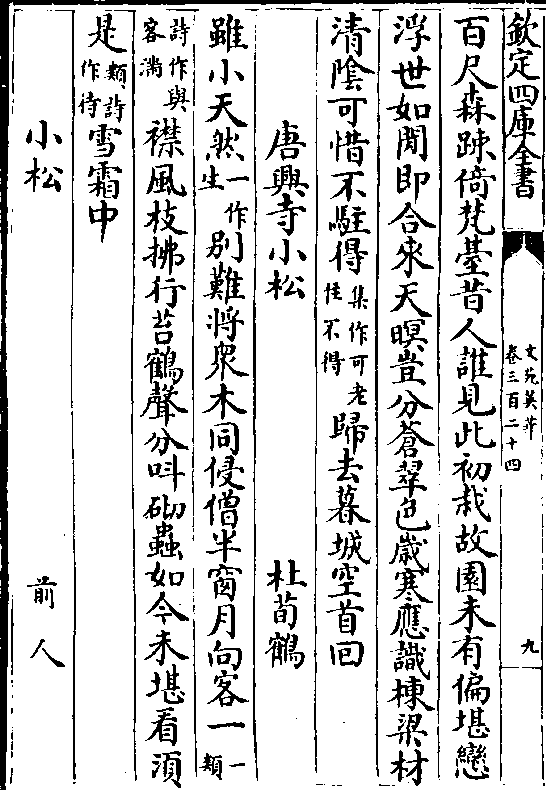 欽定四庫全書
文苑英華
卷三百二十四
九
百尺森疎倚梵臺昔人誰見此初栽故園未有偏堪戀
浮世如閒即合來天暝豈分蒼翠色歲寒應識棟梁材
清陰可惜不駐得集作可老住不得歸去暮城空首回
唐興寺小松 杜荀鶴
雖小天然一作生別難將衆木同侵僧半窗月向客一一類
詩作與客滿襟風枝拂行苔鶴聲分呌砌蟲如今未堪看須
是類詩作待雪霜中
小松 前人